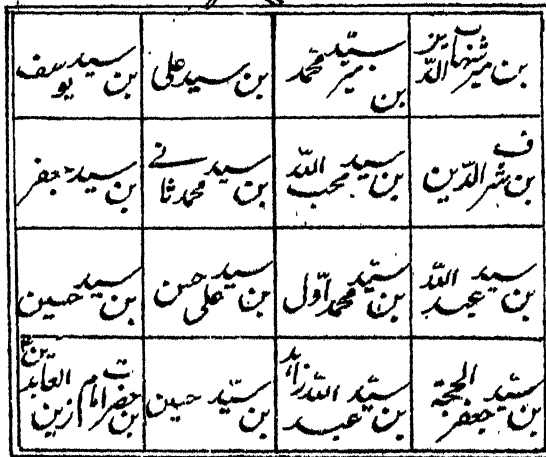 بن میر شہاب الدین بن میر سید محمد بن سید علی بن سید یوسف
بن شرف الدین بن سید محب اللہ بن سید محمد ثانی بن سید جعفر
بن سید عبد اللہ بن سید محمد اول بن سید علی حسن بن سید حسین
بن سید جعفر الحجۃ بن سید عبد اللہ زاہد بن سید حسین بن حضرت امام زین العابدین ؑ